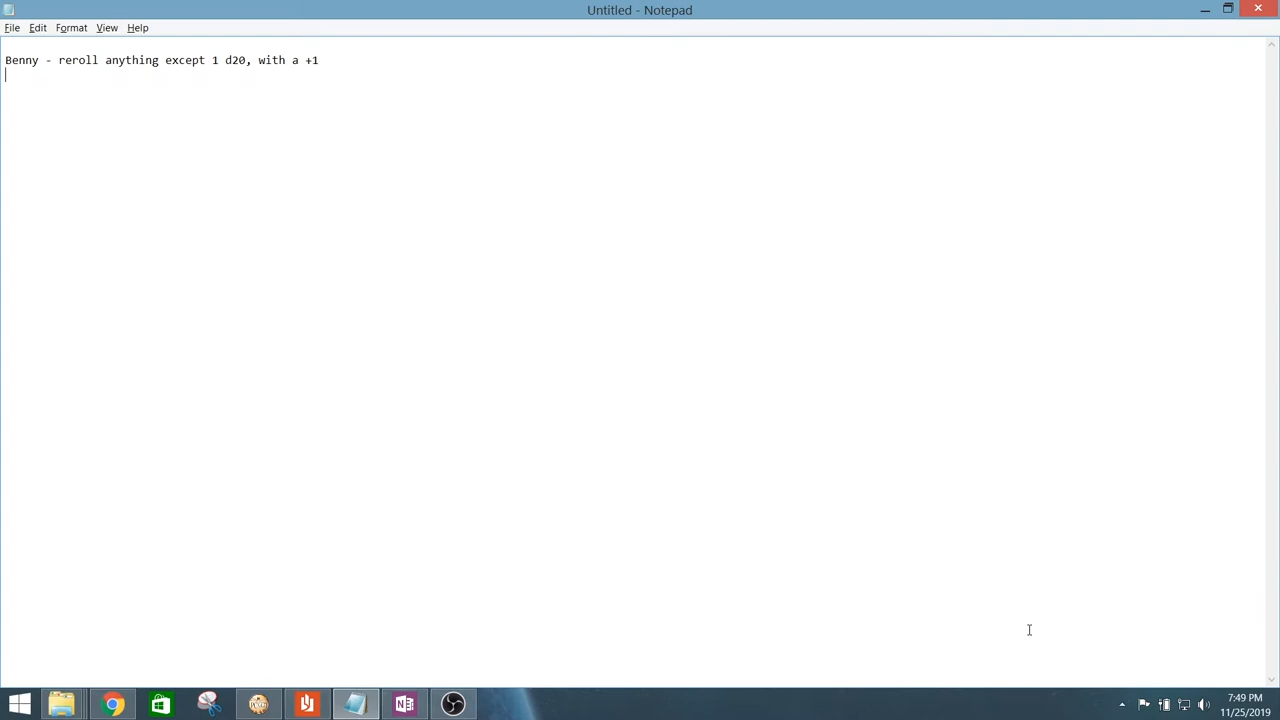 Untitled - Notepad
File Edit Format View Help
Benny - reroll anything except 1 d20, with a +1
7:49 PM
11/25/2019